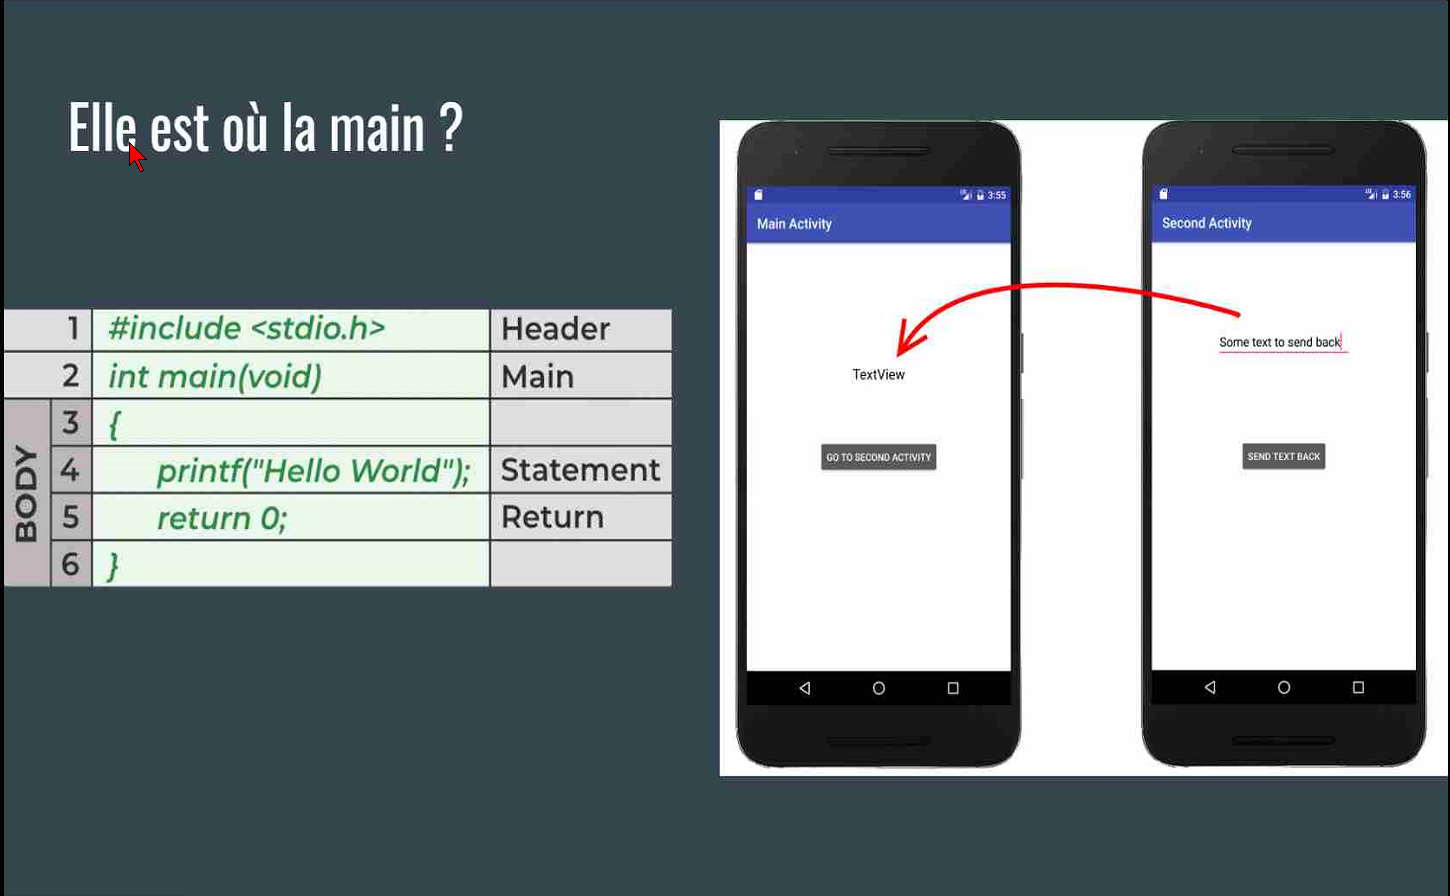 Elle est où la main ?
1 #include <stdio.h> Header
2 int main(void) Main
BODY
3 {
4 printf("Hello World"); Statement
5 return 0; Return
6 }
3:55
Main Activity
TextView
GO TO SECOND ACTIVITY
3:56
Second Activity
Some text to send back
SEND TEXT BACK